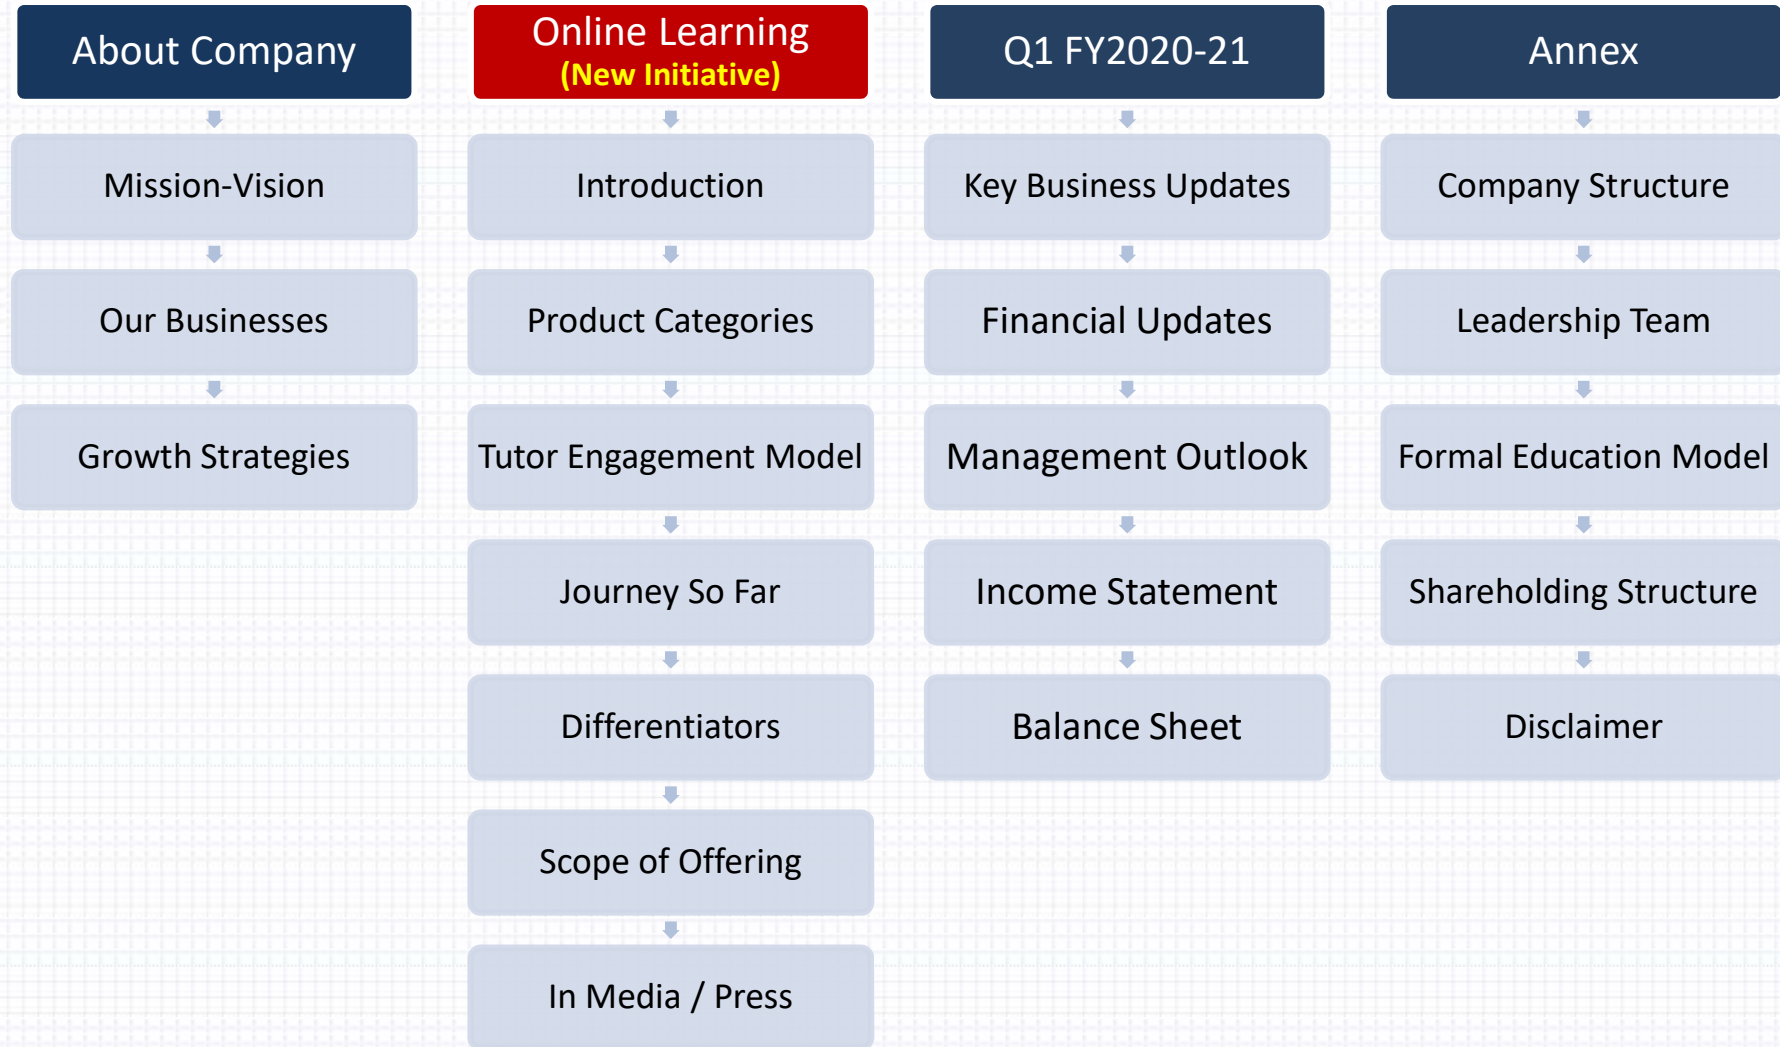 About Company
Mission-Vision
Our Businesses
Growth Strategies
Online Learning
(New Initiative)
Introduction
Product Categories
Tutor Engagement Model
Journey So Far
Differentiators
Scope of Offering
In Media / Press
Q1 FY2020-21
Key Business Updates
Financial Updates
Management Outlook
Income Statement
Balance Sheet
Annex
Company Structure
Leadership Team
Formal Education Model
Shareholding Structure
Disclaimer